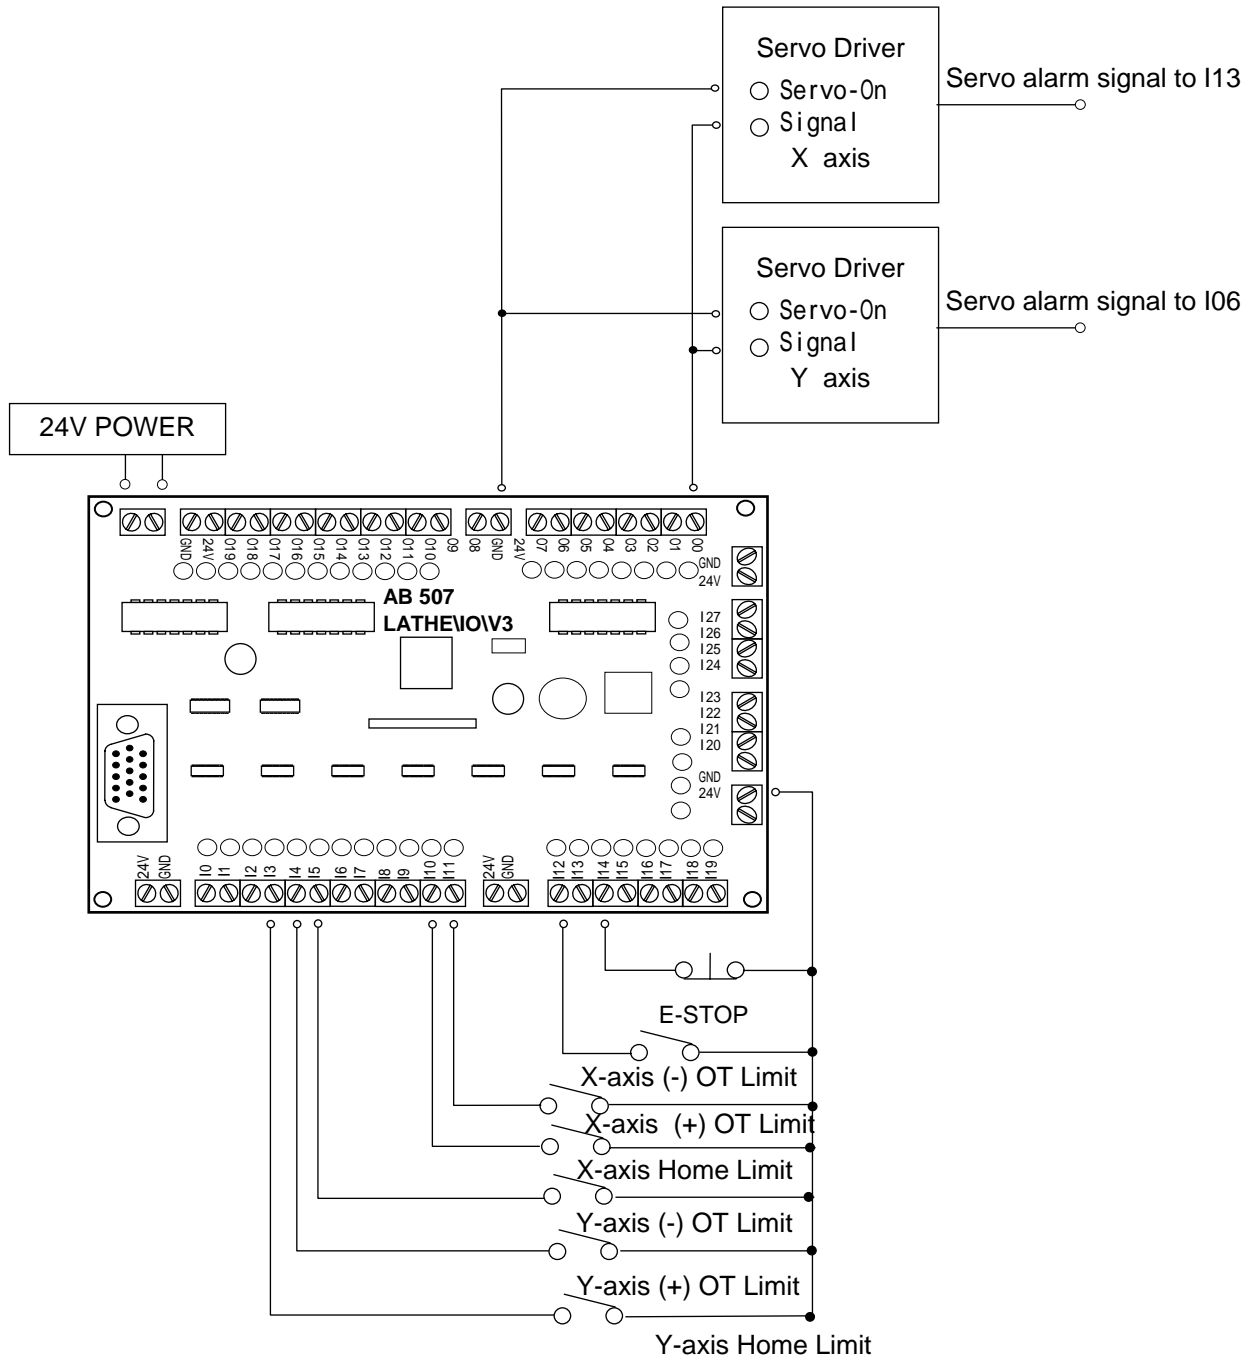 Servo Driver
Servo-On
Signal
X axis
Servo alarm signal to I13
Servo Driver
Servo-On
Signal
Y axis
Servo alarm signal to I06
24V POWER
GND 24V O19 O18 O17 O16 O15 O14 O13 O12 O11 O10 O9 O8 GND 24V O7 O6 O5 O4 O3 O2 O1 O0
GND
24V
AB 507
LATHE\IO\V3
I27
I26
I25
I24
I23
I22
I21
I20
GND
24V
24V GND I0 I1 I2 I3 I4 I5 I6 I7 I8 I9 I10 I11 24V GND I12 I13 I14 I15 I16 I17 I18 I19
E-STOP
X-axis (-) OT Limit
X-axis (+) OT Limit
X-axis Home Limit
Y-axis (-) OT Limit
Y-axis (+) OT Limit
Y-axis Home Limit